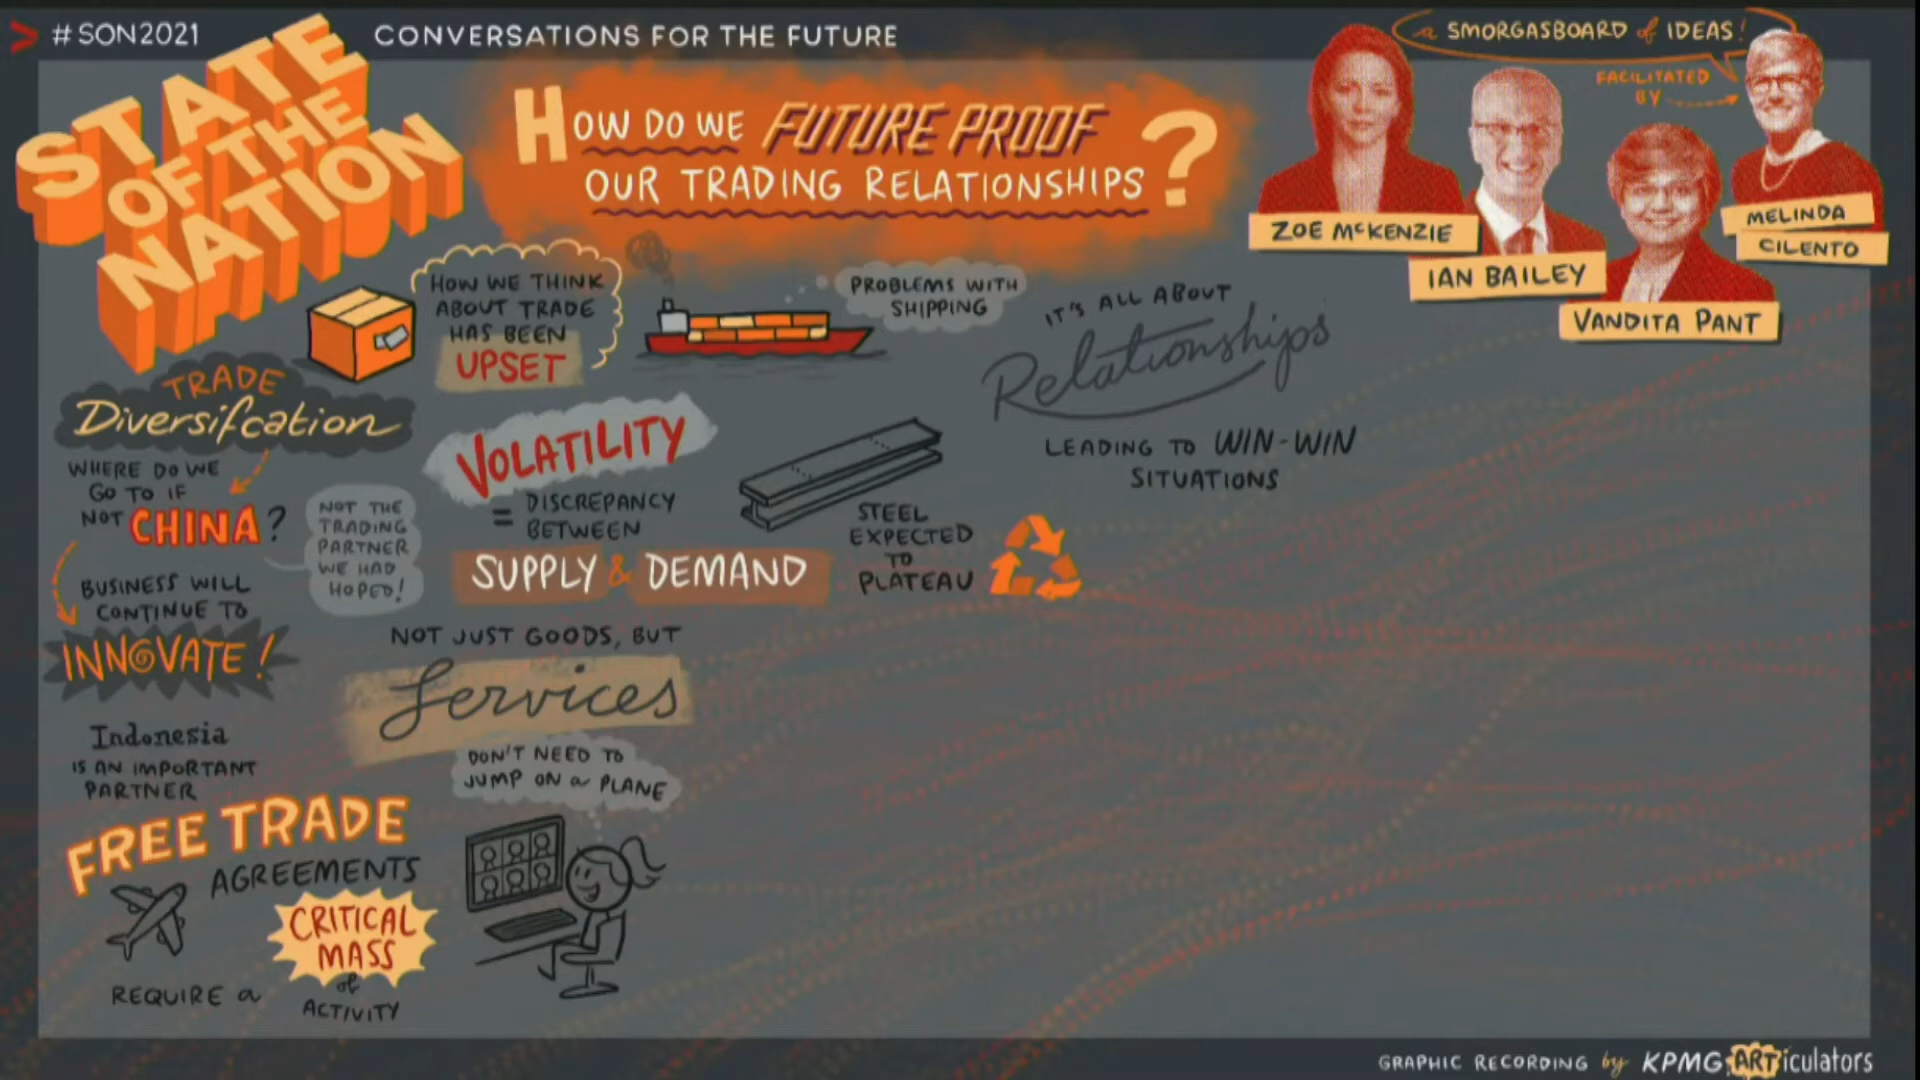 #SON2021
CONVERSATIONS FOR THE FUTURE
STATE
OF THE
NATION
HOW DO WE FUTURE PROOF
OUR TRADING RELATIONSHIPS?
a SMORGASBOARD of IDEAS!
FACILITATED
BY
ZOE McKENZIE
IAN BAILEY
VANDITA PANT
MELINDA
CILENTO
HOW WE THINK
ABOUT TRADE
HAS BEEN
UPSET
PROBLEMS WITH
SHIPPING
IT'S ALL ABOUT
Relationships
LEADING TO WIN-WIN
SITUATIONS
TRADE
Diversifcation
WHERE DO WE
GO TO IF
NOT CHINA?
NOT THE
TRADING
PARTNER
WE HAD
HOPED!
BUSINESS WILL
CONTINUE TO
INNOVATE!
VOLATILITY
= DISCREPANCY
BETWEEN
SUPPLY & DEMAND
STEEL
EXPECTED
TO
PLATEAU
NOT JUST GOODS, BUT
Services
DON'T NEED TO
JUMP ON a PLANE
Indonesia
IS AN IMPORTANT
PARTNER
FREE TRADE
AGREEMENTS
REQUIRE a
CRITICAL
MASS
of
ACTIVITY
GRAPHIC RECORDING by KPMG ARTiculators